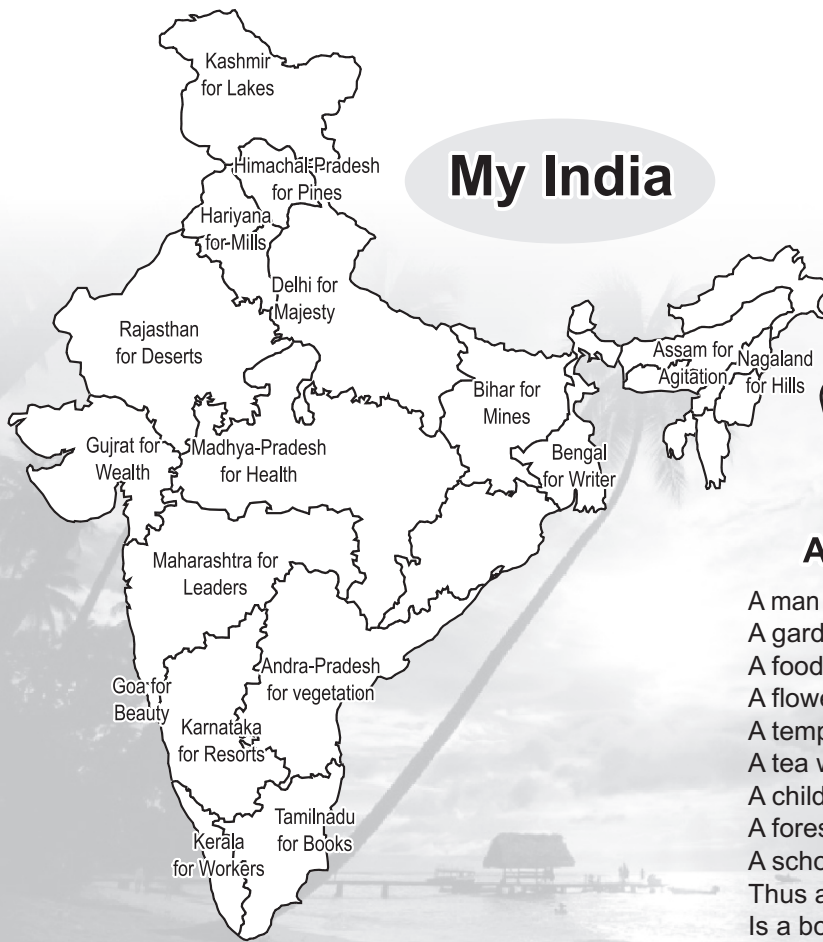 My India
Kashmir
for Lakes
Himachal-Pradesh
for Pines
Hariyana
for Mills
Delhi for
Majesty
Rajasthan
for Deserts
Gujrat for
Wealth
Madhya-Pradesh
for Health
Bihar for
Mines
Bengal
for Writer
Assam for
Agitation
Nagaland
for Hills
Maharashtra for
Leaders
Goa for
Beauty
Andra-Pradesh
for vegetation
Karnataka
for Resorts
Kerala
for Workers
Tamilnadu
for Books
A
A man
A gard
A food
A flowe
A temp
A tea w
A child
A fores
A scho
Thus a
Is a bo